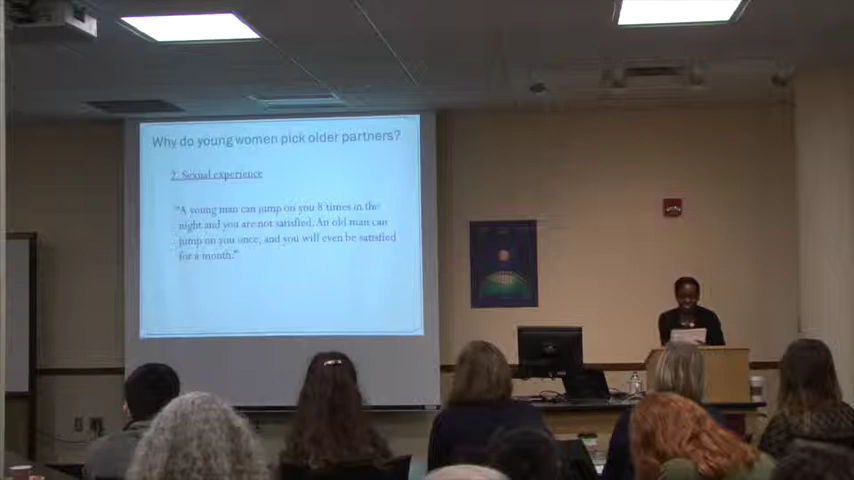 Why do young women pick older partners?
2. Sexual experience
"A young man can jump on you 8 times in the
night and you are not satisfied. An old man can
jump on you once, and you will even be satisfied
for a month."